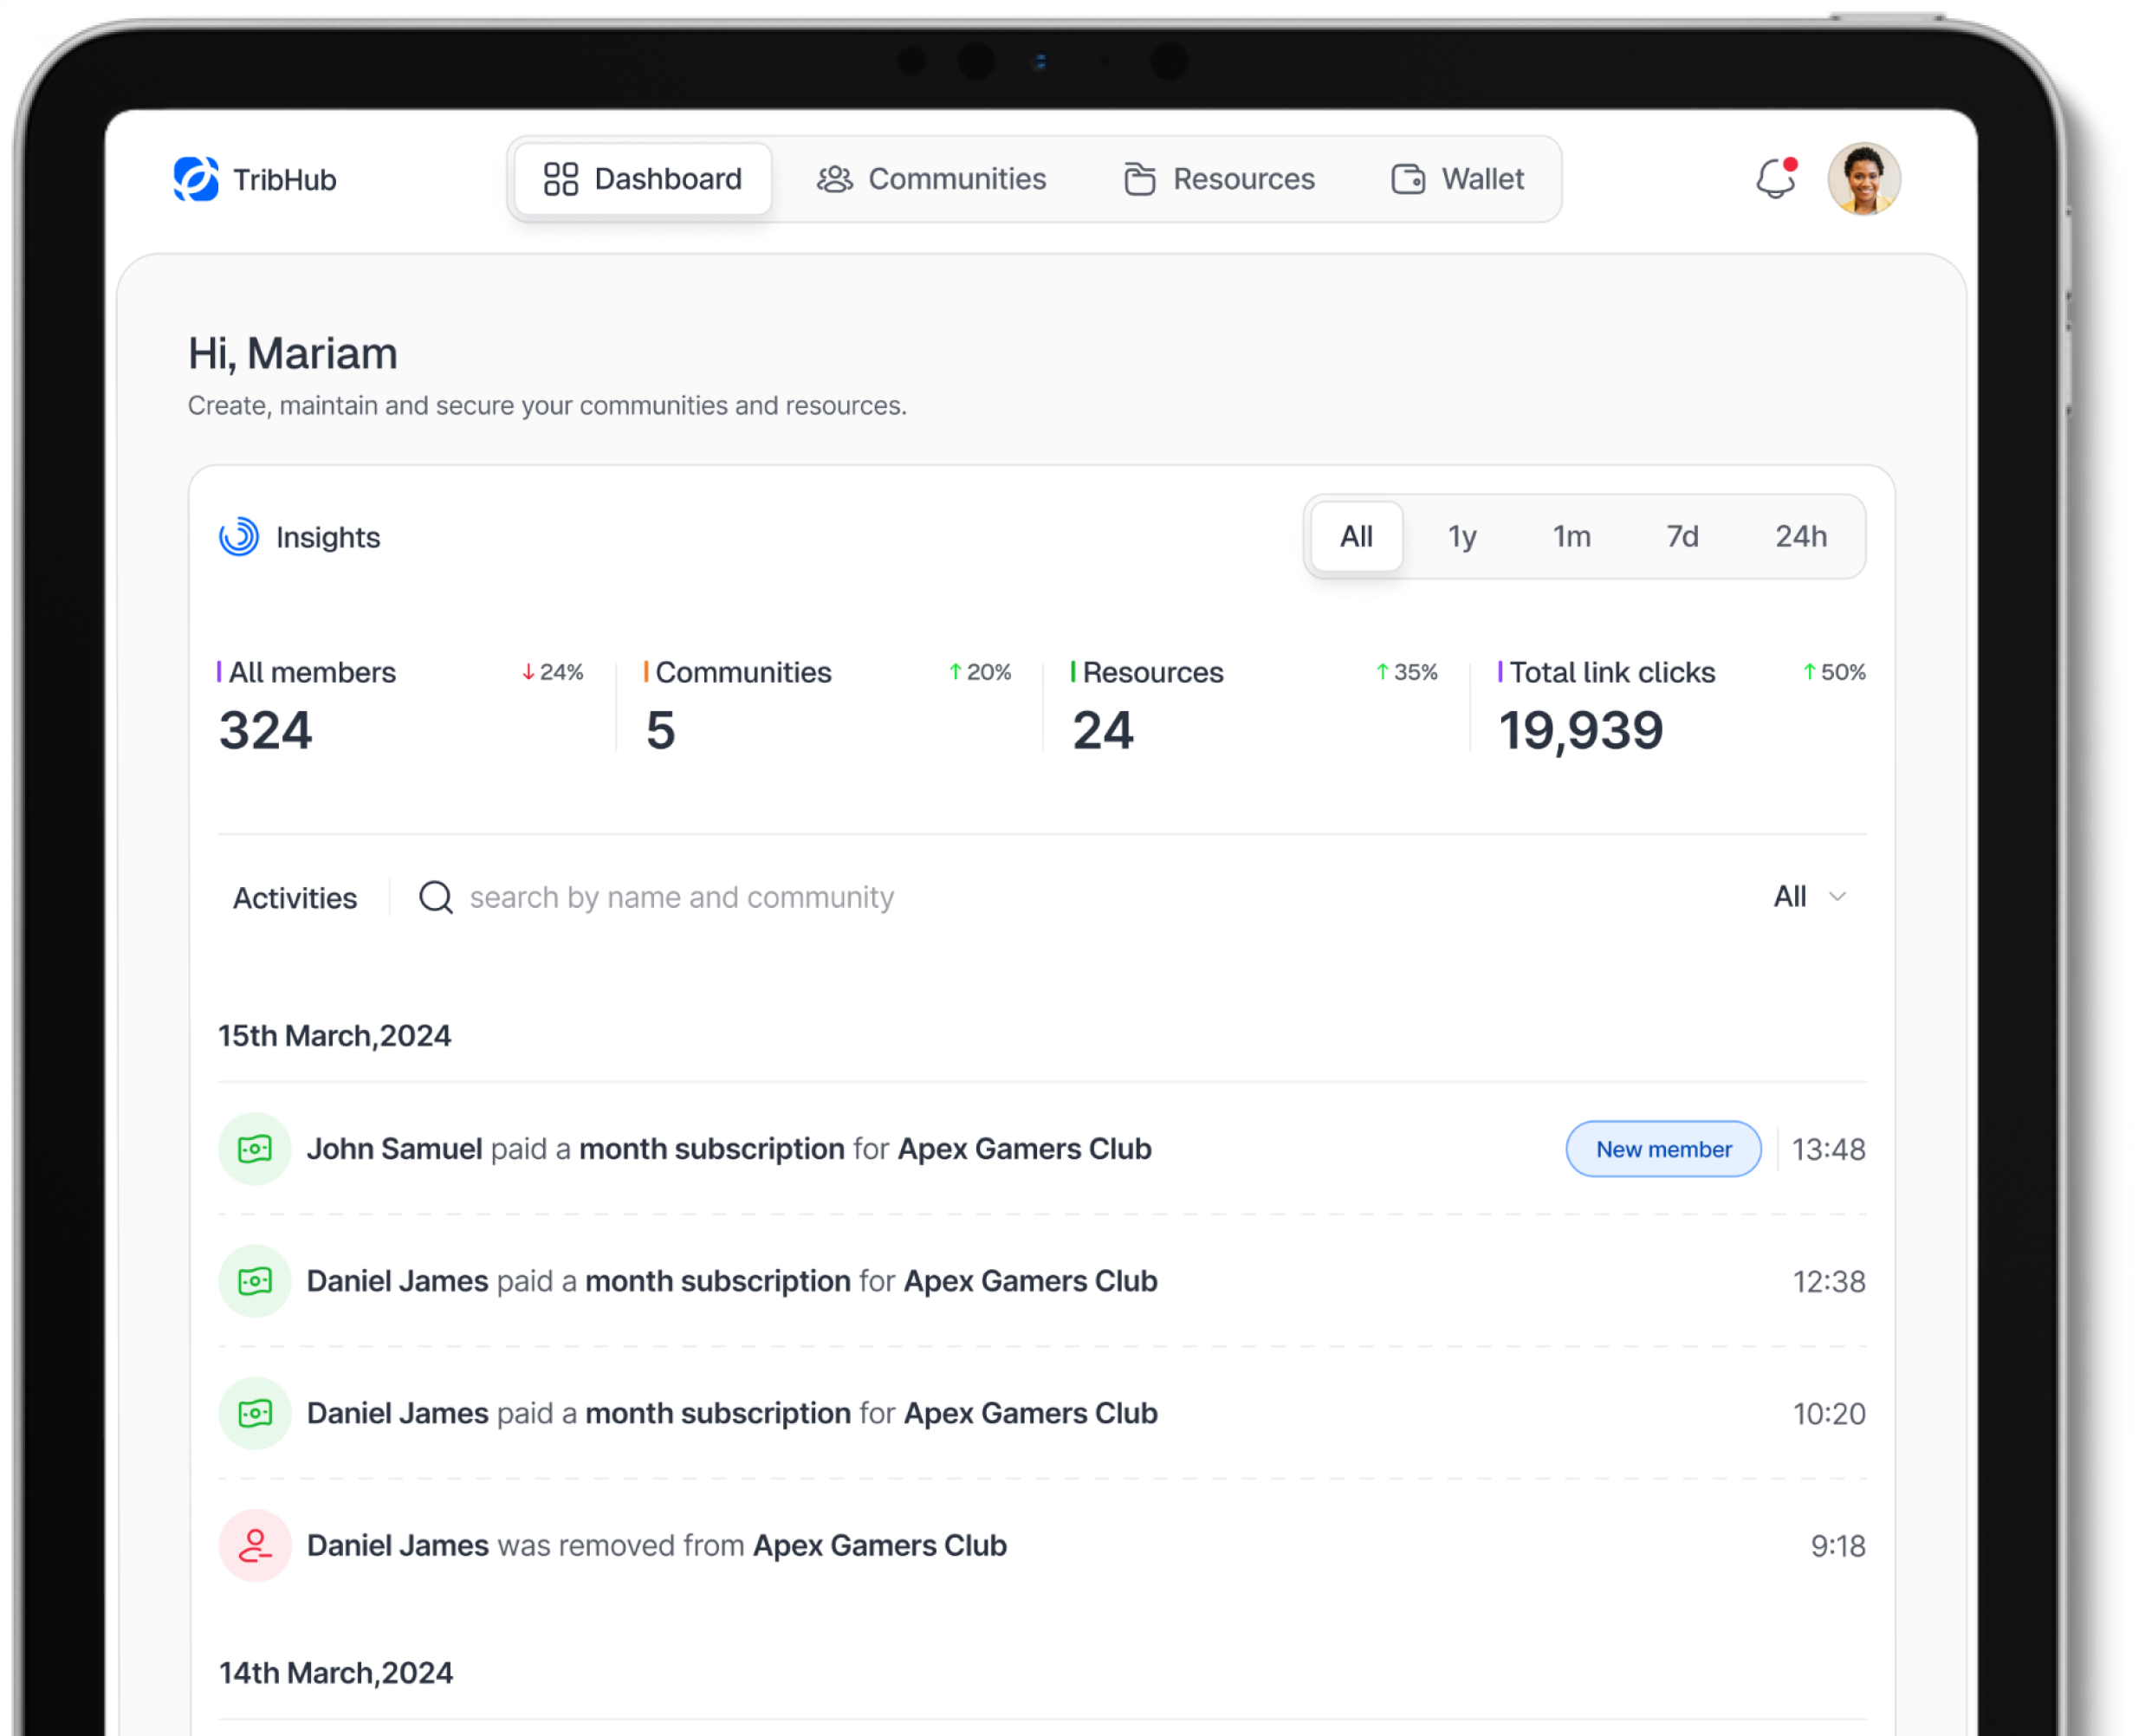 TribHub
Dashboard
Communities
Resources
Wallet
Hi, Mariam
Create, maintain and secure your communities and resources.
Insights
All
1y
1m
7d
24h
All members
24%
324
Communities
20%
5
Resources
35%
24
Total link clicks
50%
19,939
Activities
search by name and community
All
15th March,2024
John Samuel paid a month subscription for Apex Gamers Club
New member
13:48
Daniel James paid a month subscription for Apex Gamers Club
12:38
Daniel James paid a month subscription for Apex Gamers Club
10:20
Daniel James was removed from Apex Gamers Club
9:18
14th March,2024